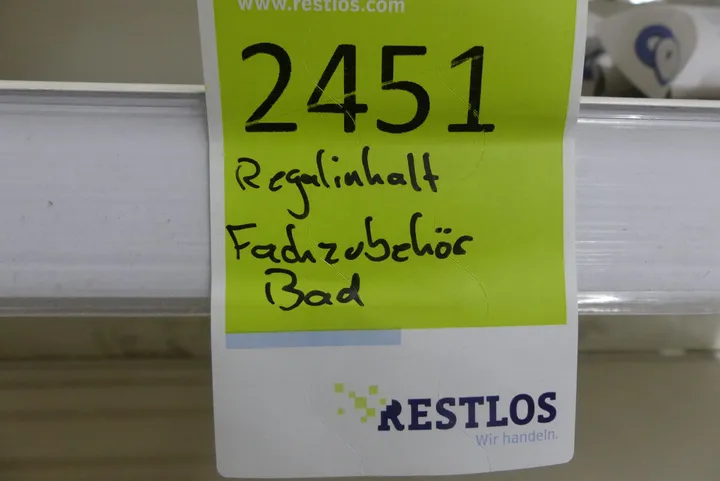 www.restlos.com
2451
Regalinhalt
Fachzubehör
Bad
RESTLOS
Wir handeln.